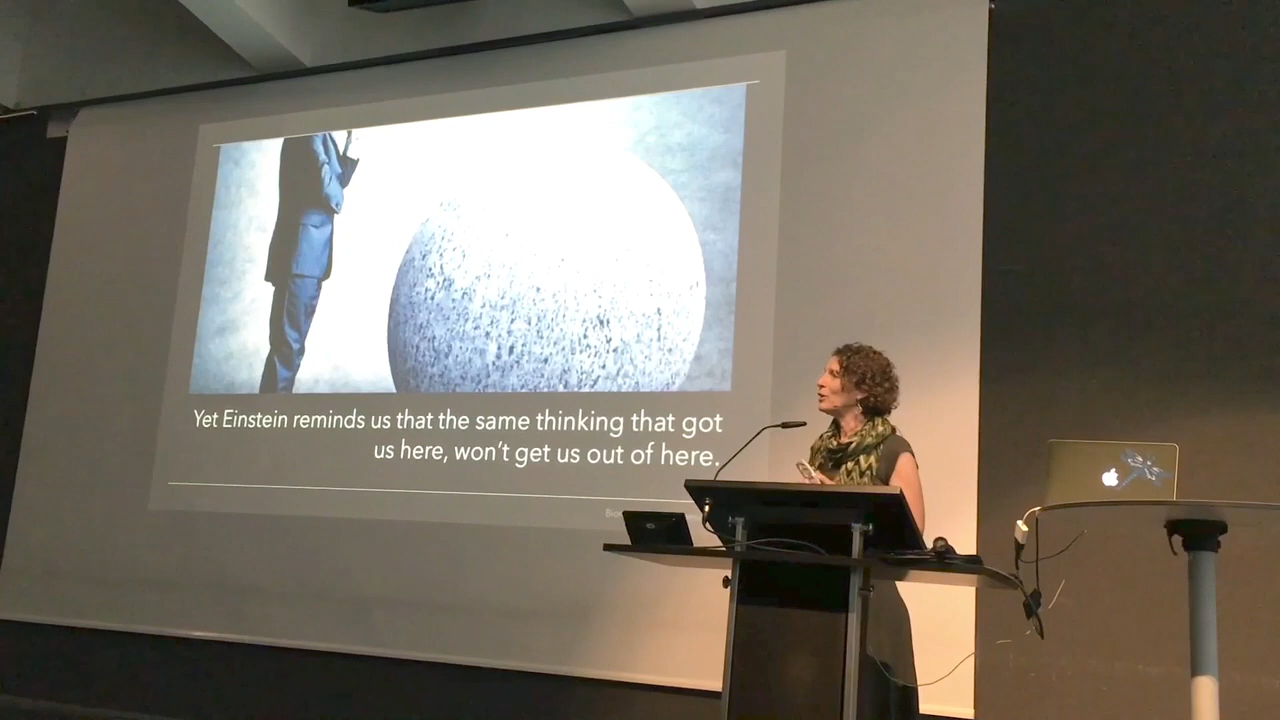 Yet Einstein reminds us that the same thinking that got
us here, won't get us out of here.